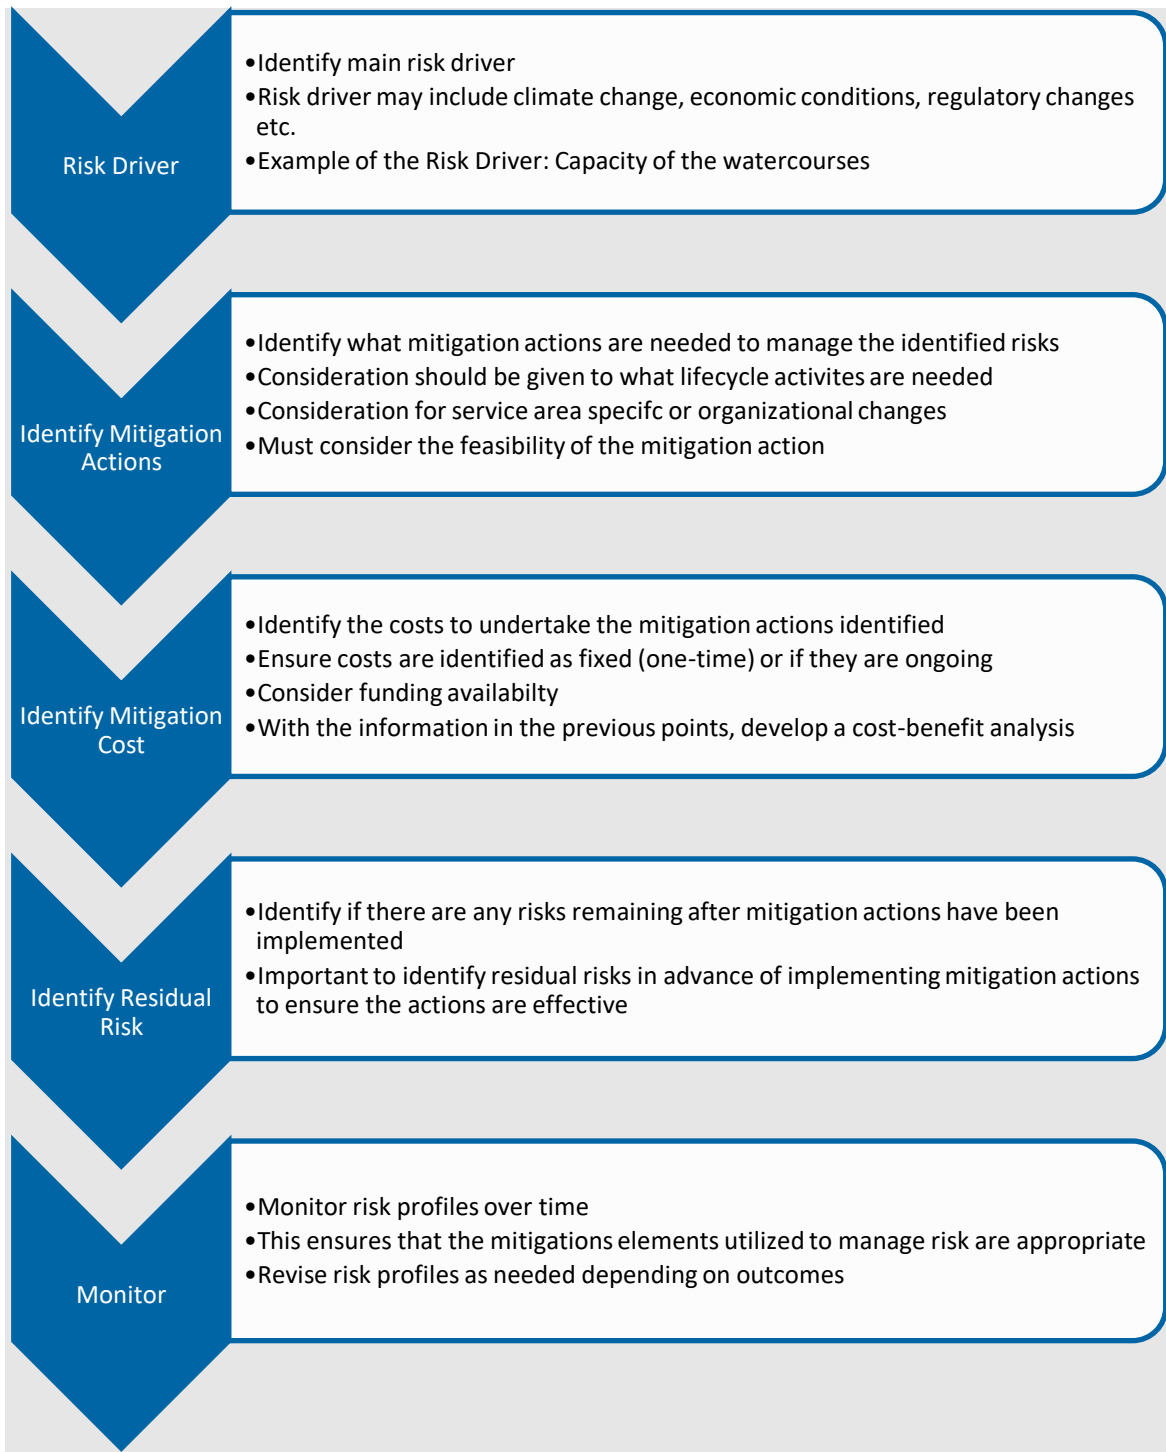 Risk Driver
•Identify main risk driver
•Risk driver may include climate change, economic conditions, regulatory changes
etc.
•Example of the Risk Driver: Capacity of the watercourses
Identify Mitigation
Actions
•Identify what mitigation actions are needed to manage the identified risks
•Consideration should be given to what lifecycle activites are needed
•Consideration for service area specifc or organizational changes
•Must consider the feasibility of the mitigation action
Identify Mitigation
Cost
•Identify the costs to undertake the mitigation actions identified
•Ensure costs are identified as fixed (one-time) or if they are ongoing
•Consider funding availabilty
•With the information in the previous points, develop a cost-benefit analysis
Identify Residual
Risk
•Identify if there are any risks remaining after mitigation actions have been
implemented
•Important to identify residual risks in advance of implementing mitigation actions
to ensure the actions are effective
Monitor
•Monitor risk profiles over time
•This ensures that the mitigations elements utilized to manage risk are appropriate
•Revise risk profiles as needed depending on outcomes